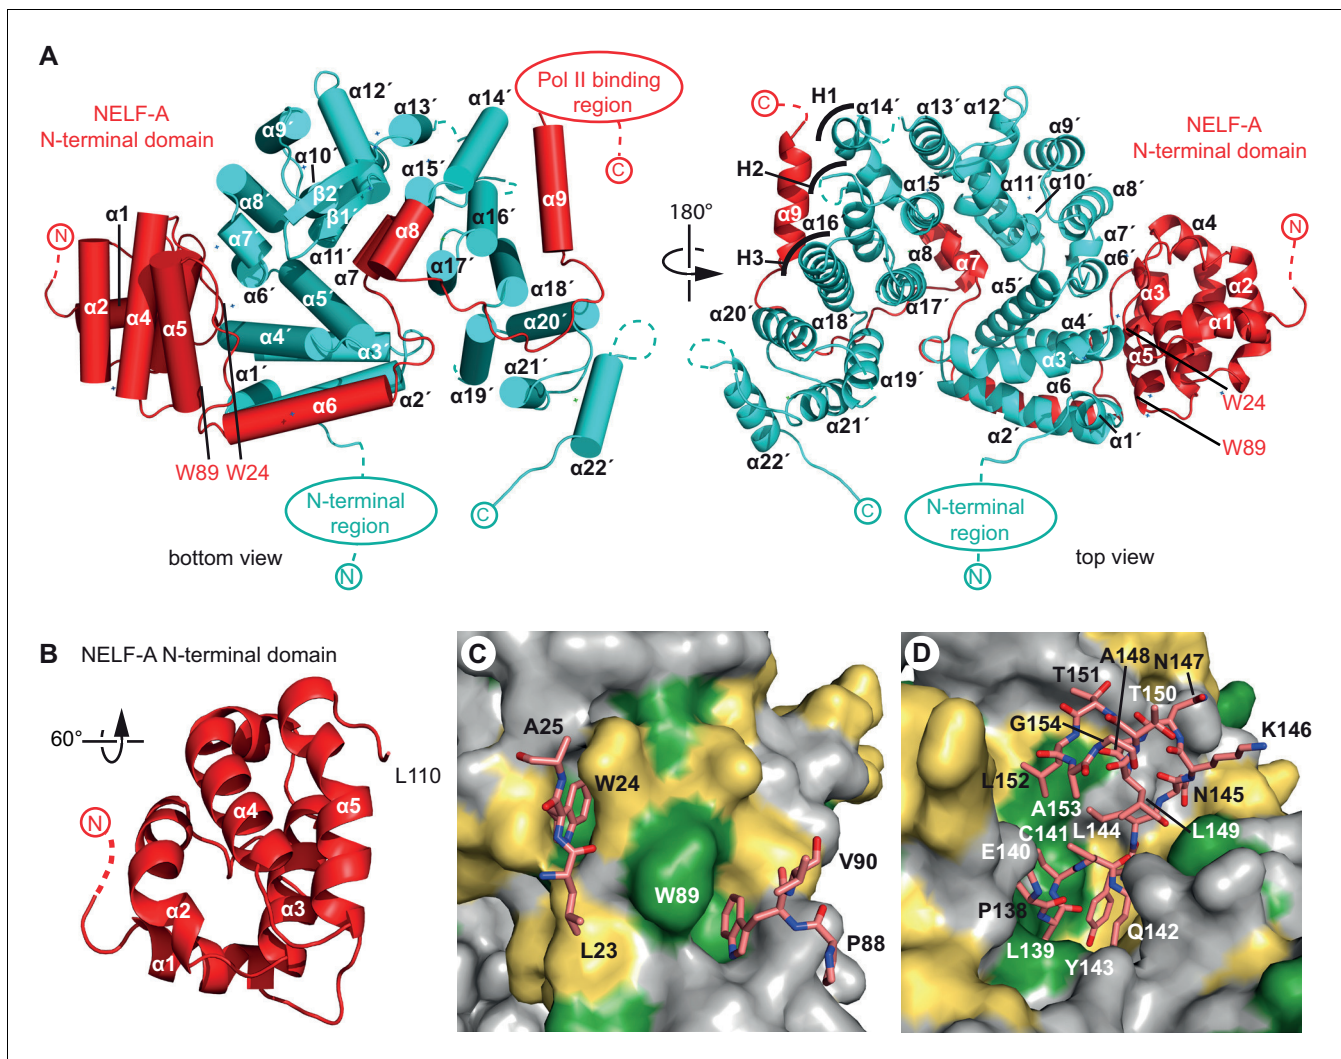 A
NELF-A
N-terminal domain
N
α1
α2
α4
α5
W89
W24
α9´
α12´
α13´
α10´
α8´
α7´
β2´
β1´
α6´
α11´
α5´
α4´
α3´
α1´
α2´
α6
α7
α8
α14´
α15´
α16´
α17´
α18´
α20´
α19´
α21´
α22´
α9
Pol II binding
region
C
C
N-terminal
region
N
bottom view
180°
C
H1
H2
H3
α9
α14´
α13´
α12´
α9´
α15´
α11´
α10´
α8´
α16´
α8
α7
α7´
α6´
α5´
α17´
α18´
α20´
α4´
α3´
α19´
α6
α21´
α2´
α1´
α22´
C
NELF-A
N-terminal domain
N
α4
α3
α2
α1
α5
W24
W89
N-terminal
region
N
top view
B
NELF-A N-terminal domain
60°
N
L110
α4
α5
α2
α3
α1
C
A25
W24
W89
V90
L23
P88
D
A148
N147
T151
T150
G154
K146
L152
N145
A153
C141
L144
L149
E140
P138
Q142
L139
Y143